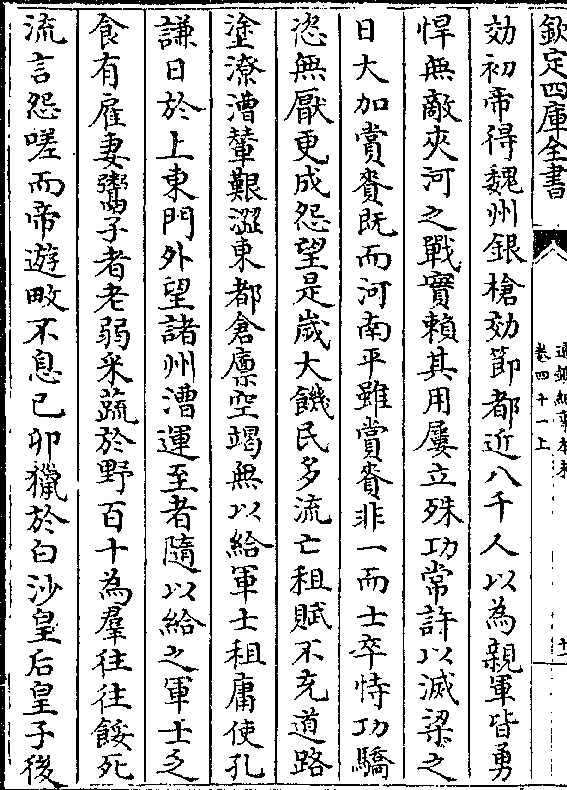 欽定四庫全書
通鑑紀事本末
卷四十一上
十一
效初帝得魏州銀槍效節都近八千人以為親軍皆勇
悍無敵夾河之戰實賴其用屢立殊功常許以滅梁之
日大加賞賚既而河南平雖賞賚非一而士卒恃功驕
恣無厭更成怨望是歲大饑民多流亡租賦不充道路
塗潦漕輦艱澀東都倉廪空竭無以給軍士租庸使孔
謙日於上東門外望諸州漕運至者隨以給之軍士乏
食有雇妻鬻子者老弱采蔬於野百十為羣往往餒死
流言怨嗟而帝遊畋不息己卯獵於白沙皇后皇子後